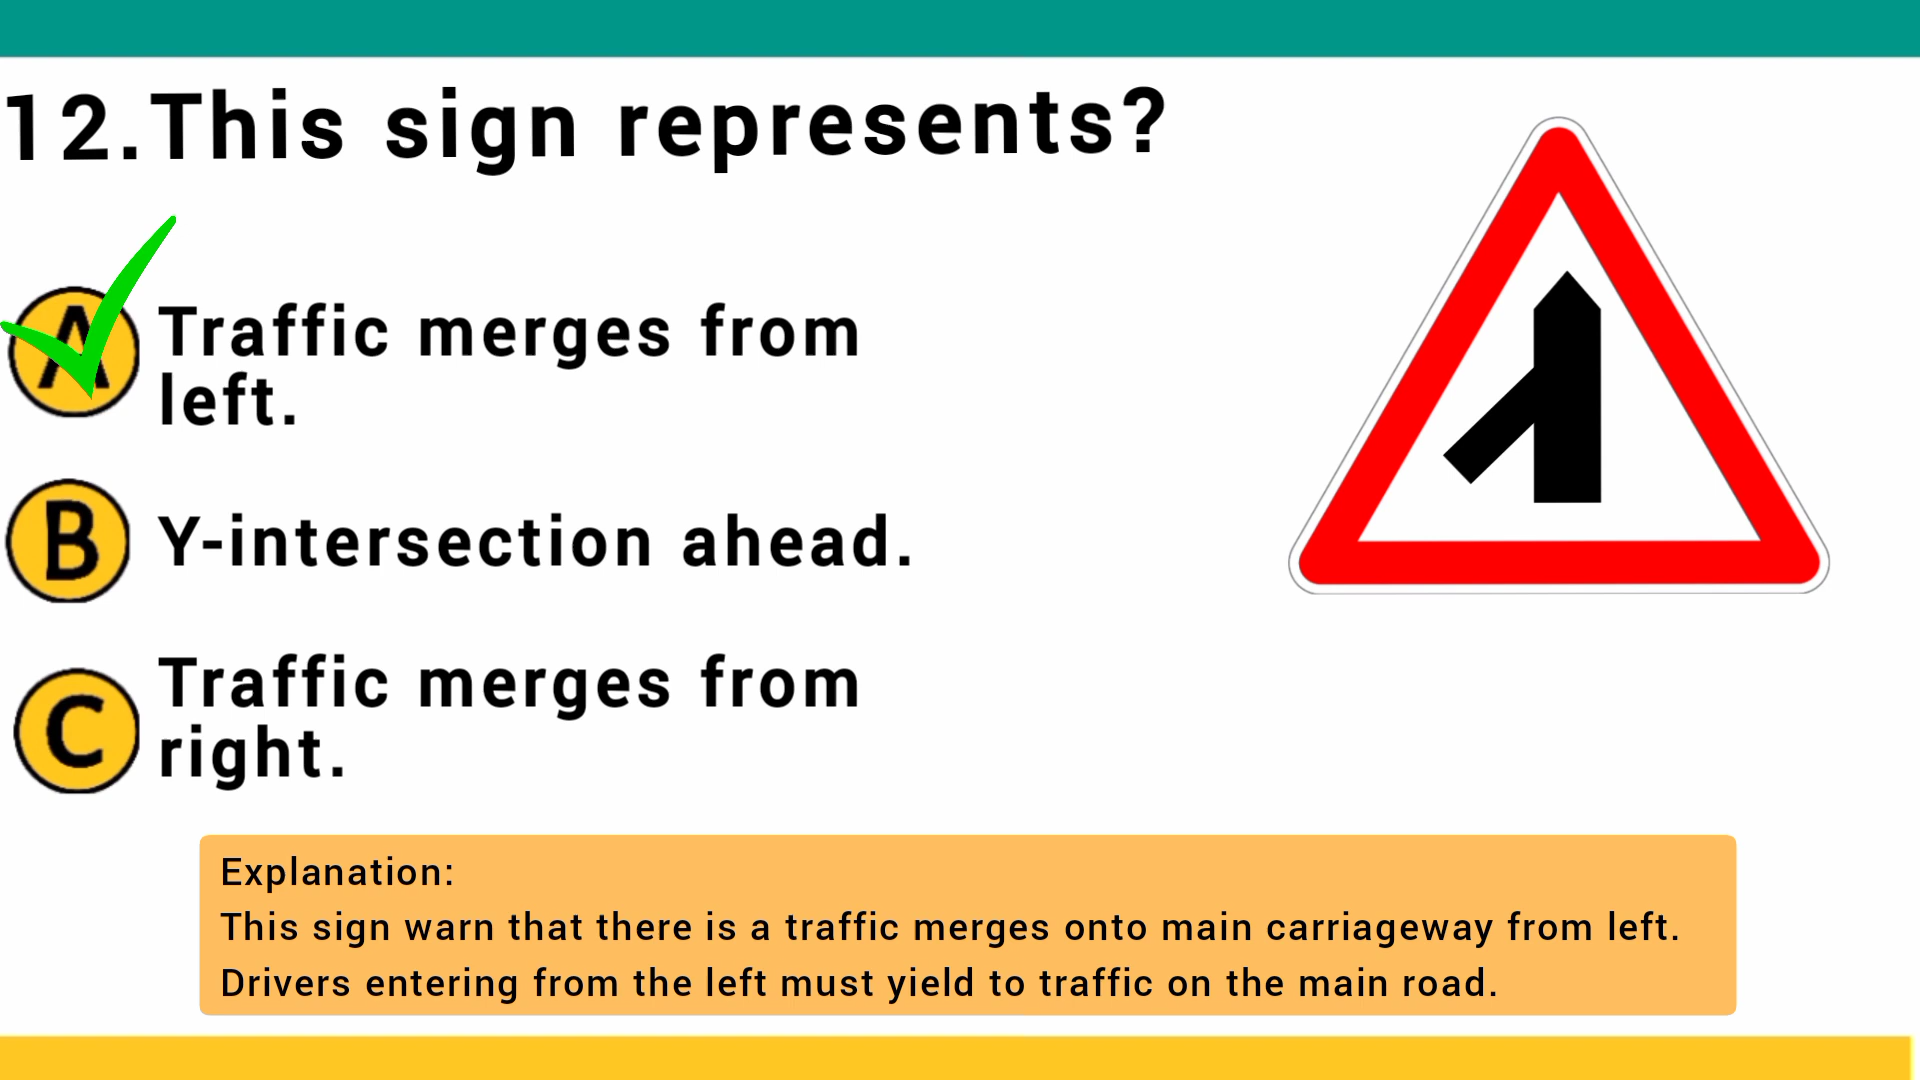 12.This sign represents?
A Traffic merges from
left.
B Y-intersection ahead.
C Traffic merges from
right.
Explanation:
This sign warn that there is a traffic merges onto main carriageway from left.
Drivers entering from the left must yield to traffic on the main road.